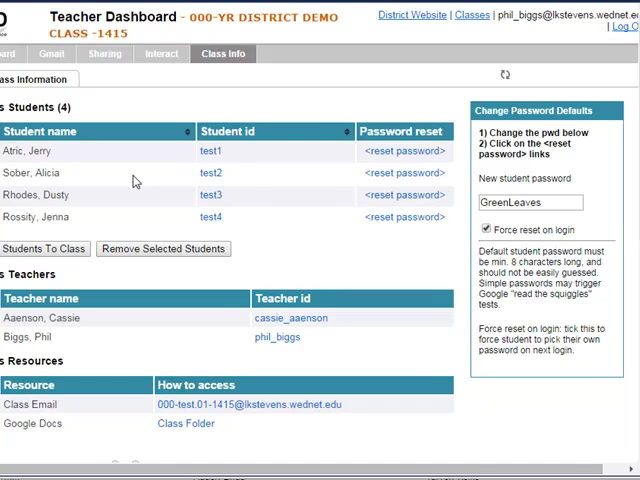 Teacher Dashboard - 000-YR DISTRICT DEMO
CLASS -1415
District Website | Classes | phil_biggs@lkstevens.wednet.ed
| Log O
oard Gmail Sharing Interact Class Info
lass Information
s Students (4)
Student name Student id Password reset
Atric, Jerry test1 <reset password>
Sober, Alicia test2 <reset password>
Rhodes, Dusty test3 <reset password>
Rossity, Jenna test4 <reset password>
Students To Class Remove Selected Students
s Teachers
Teacher name Teacher id
Aaenson, Cassie cassie_aaenson
Biggs, Phil phil_biggs
s Resources
Resource How to access
Class Email 000-test.01-1415@lkstevens.wednet.edu
Google Docs Class Folder
Change Password Defaults
1) Change the pwd below
2) Click on the <reset
password> links
New student password
GreenLeaves
Force reset on login
Default student password must
be min. 8 characters long, and
should not be easily guessed.
Simple passwords may trigger
Google "read the squiggles"
tests.
Force reset on login: tick this to
force student to pick their own
password on next login.